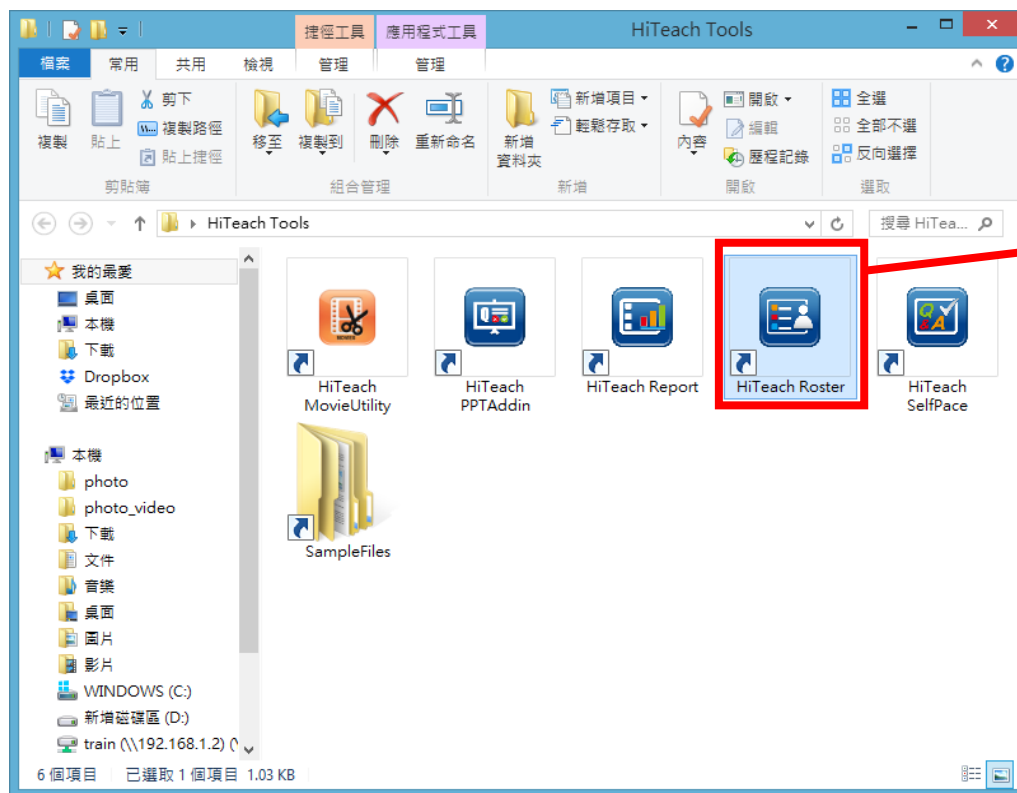 捷徑工具 應用程式工具 HiTeach Tools
檔案 常用 共用 檢視 管理 管理
複製
貼上
剪下
複製路徑
貼上捷徑
剪貼簿
移至 複製到 刪除 重新命名
組合管理
新增
資料夾
新增項目
輕鬆存取
新增
內容
開啟
編輯
歷程記錄
開啟
全選
全部不選
反向選擇
選取
HiTeach Tools
搜尋 HiTea...
我的最愛
桌面
本機
下載
Dropbox
最近的位置
本機
photo
photo_video
下載
文件
音樂
桌面
圖片
影片
WINDOWS (C:)
新增磁碟區 (D:)
train (\\192.168.1.2) (
HiTeach
MovieUtility
HiTeach
PPTAddin
HiTeach Report
HiTeach Roster
HiTeach
SelfPace
SampleFiles
6 個項目 已選取 1 個項目 1.03 KB